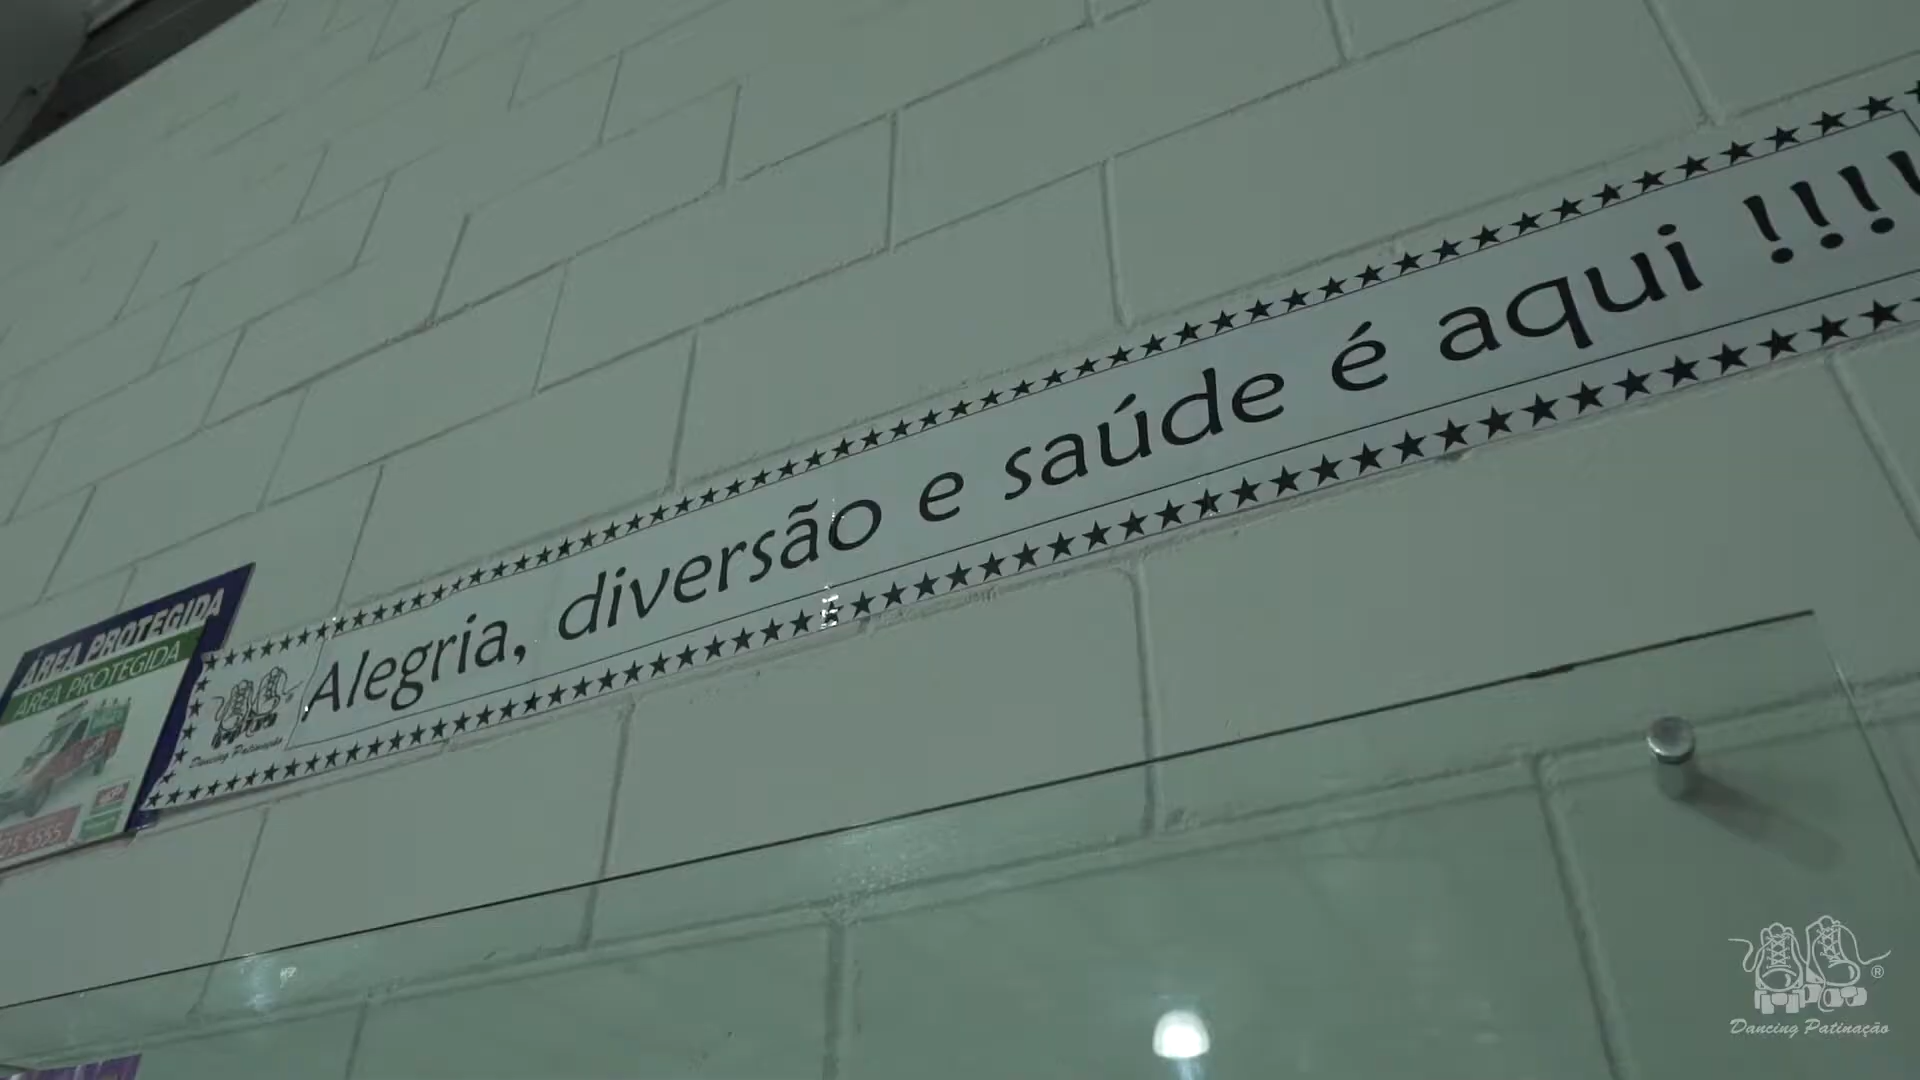 ÁREA PROTEGIDA
ÁREA PROTEGIDA
Alegria, diversão e saúde é aqui !!!!
Dancing Patinação
Dancing Patinação